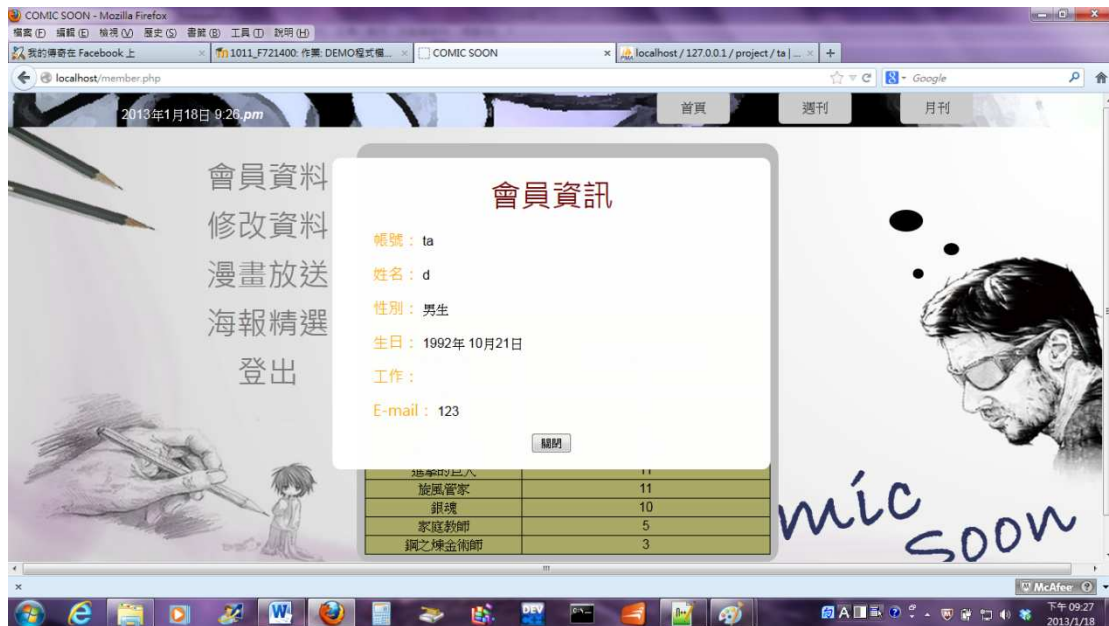 COMIC SOON - Mozilla Firefox
檔案(F) 編輯(E) 檢視(V) 歷史(S) 書籤(B) 工具(T) 說明(H)
我的傳奇在 Facebook 上 × 1011_F721400: 作業: DEMO程式檔... × COMIC SOON × localhost / 127.0.0.1 / project / ta | ... × +
localhost/member.php Google
2013年1月18日 9:26.pm 首頁 週刊 月刊
會員資料
修改資料
漫畫放送
海報精選
登出
會員資訊
帳號： ta
姓名： d
性別： 男生
生日： 1992年 10月21日
工作：
E-mail： 123
關閉
進擊的巨人 11
旋風管家 11
銀魂 10
家庭教師 5
鋼之煉金術師 3
Comic
Soon
McAfee
下午 09:27
2013/1/18